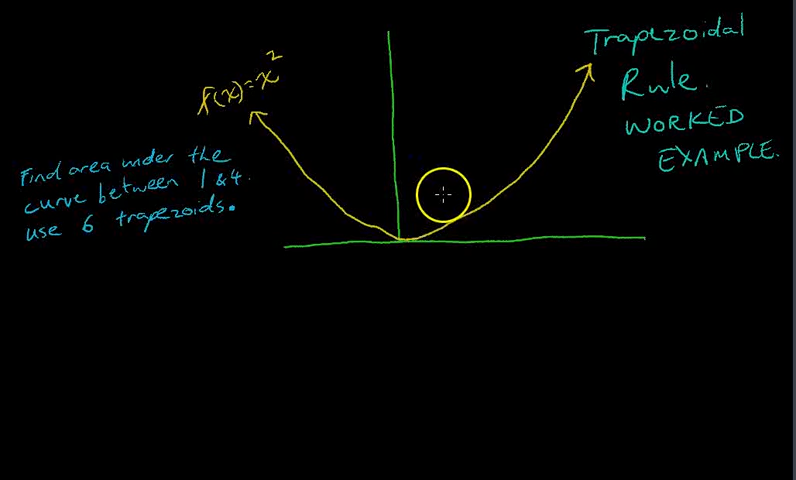 Trapezoidal
Rule.
WORKED
EXAMPLE.
f(x)=x²
Find area under the
curve between 1 & 4.
use 6 trapezoids.